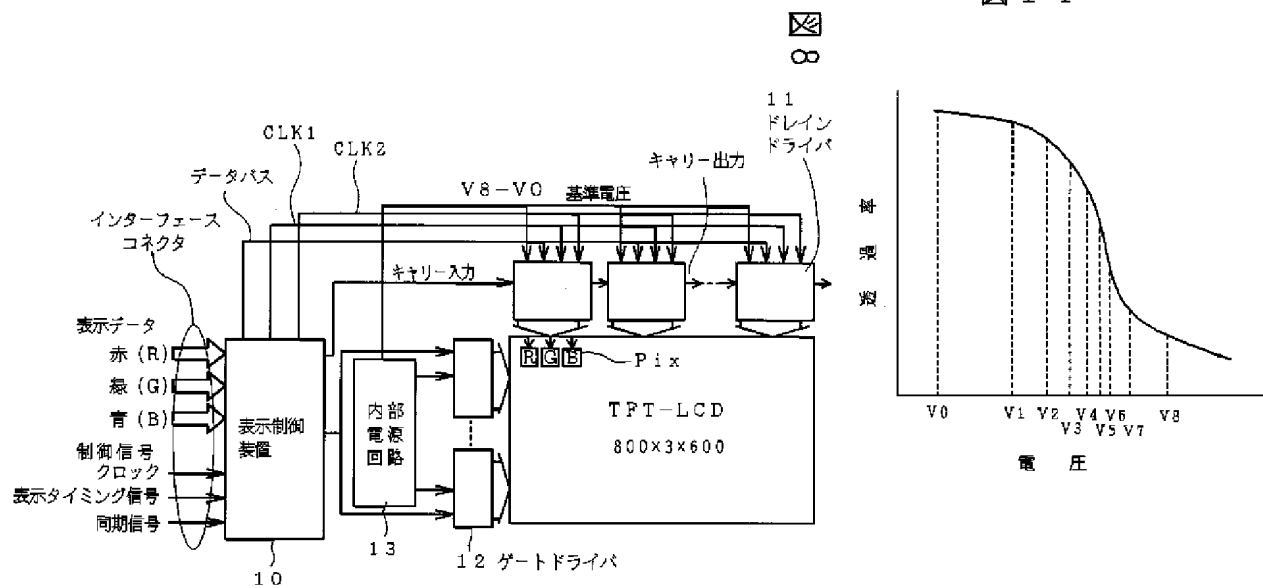 図8
11
ドレイン
ドライバ
CLK1
CLK2
データバス
キャリー出力
V8-V0
基準電圧
インターフェース
コネクタ
キャリー入力
表示データ
赤(R)
緑(G)
青(B)
制御信号
クロック
表示タイミング信号
同期信号
表示制御
装置
10
内部
電源
回路
13
12 ゲートドライバ
R G B
Pix
TFT-LCD
800×3×600
透過率
V0 V1 V2 V3 V4 V5 V6 V7 V8
電圧